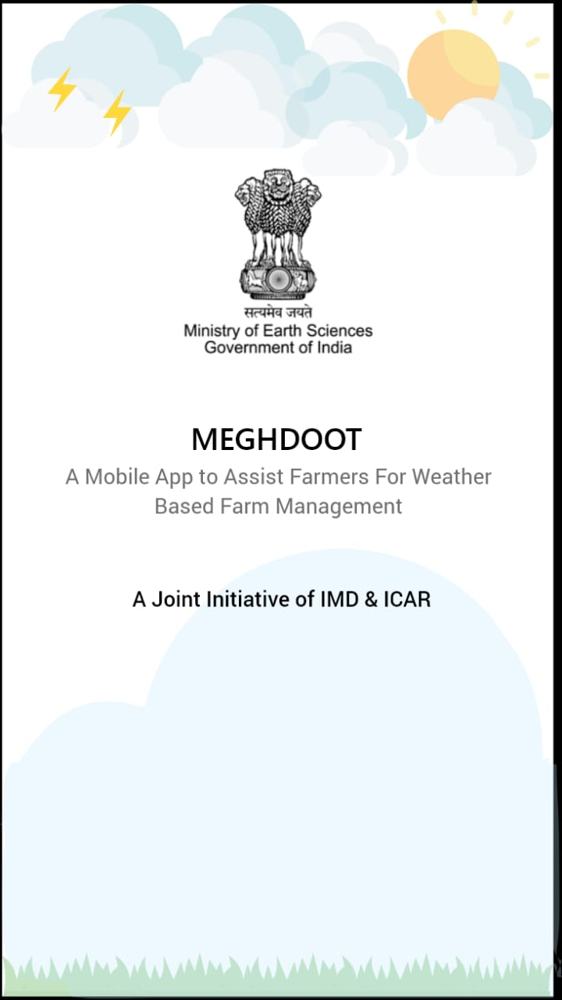 सत्यमेव जयते
Ministry of Earth Sciences
Government of India
MEGHDOOT
A Mobile App to Assist Farmers For Weather
Based Farm Management
A Joint Initiative of IMD & ICAR